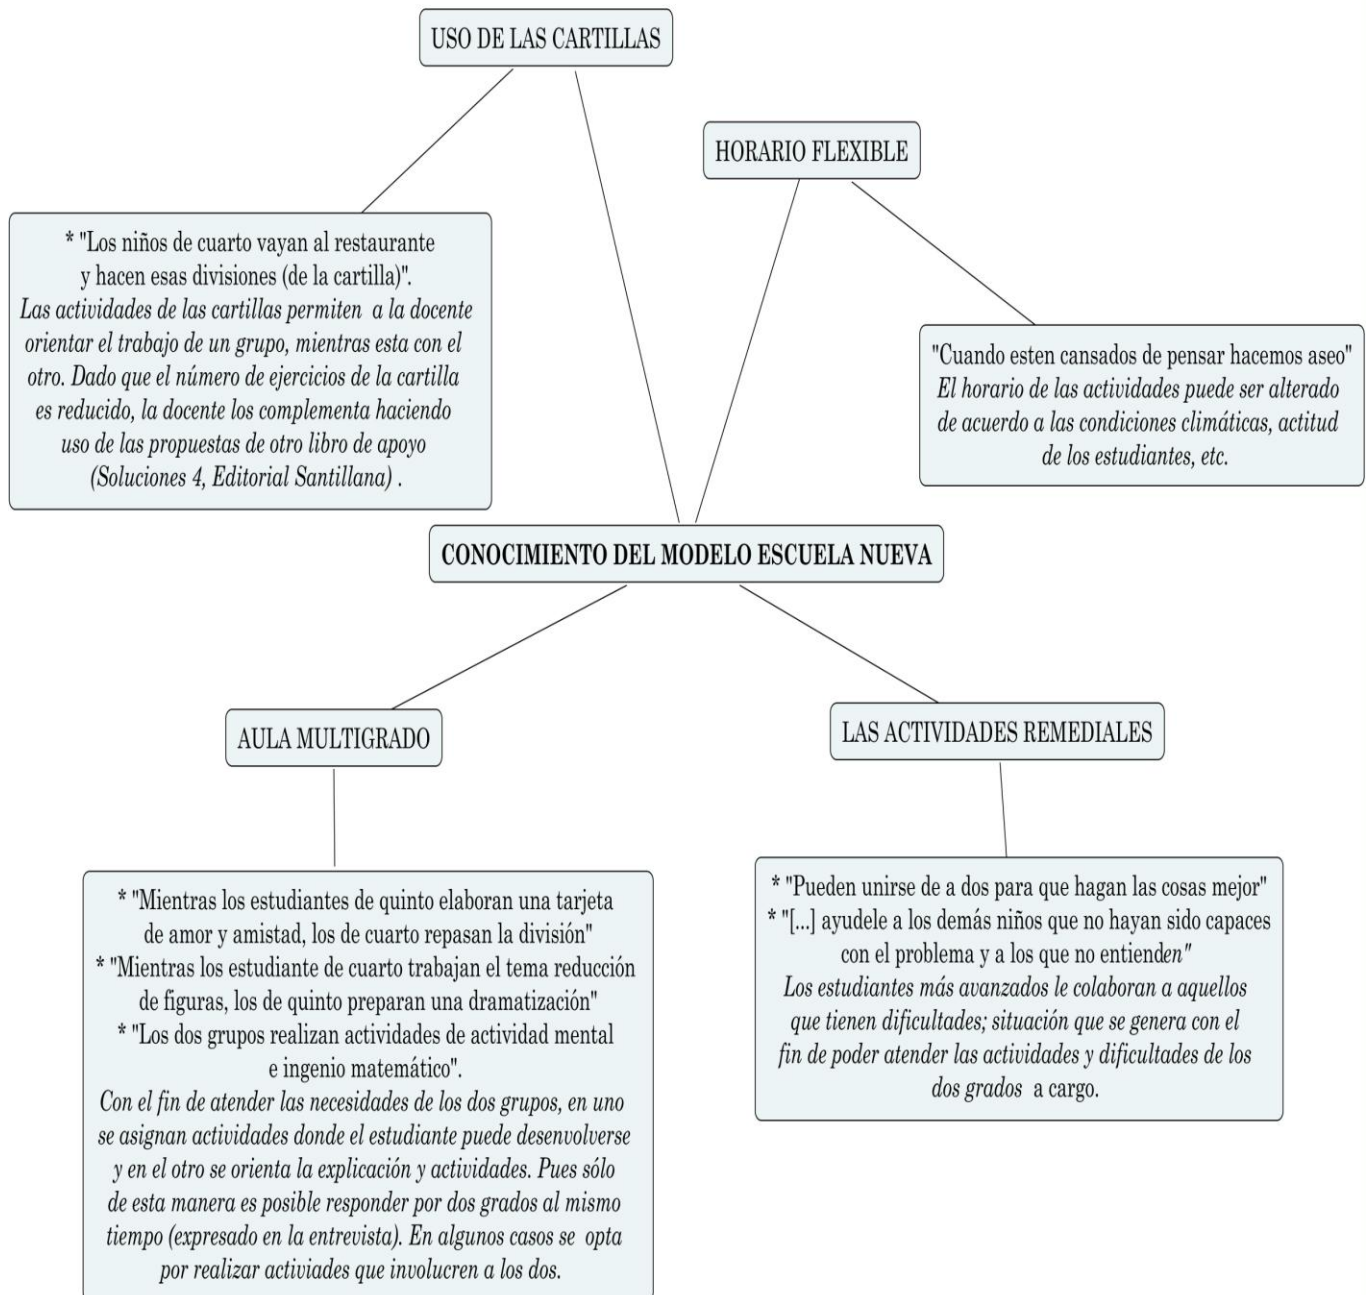 USO DE LAS CARTILLAS
HORARIO FLEXIBLE
* "Los niños de cuarto vayan al restaurante
y hacen esas divisiones (de la cartilla)".
Las actividades de las cartillas permiten a la docente
orientar el trabajo de un grupo, mientras esta con el
otro. Dado que el número de ejercicios de la cartilla
es reducido, la docente los complementa haciendo
uso de las propuestas de otro libro de apoyo
(Soluciones 4, Editorial Santillana) .
"Cuando esten cansados de pensar hacemos aseo"
El horario de las actividades puede ser alterado
de acuerdo a las condiciones climáticas, actitud
de los estudiantes, etc.
CONOCIMIENTO DEL MODELO ESCUELA NUEVA
AULA MULTIGRADO
LAS ACTIVIDADES REMEDIALES
* "Mientras los estudiantes de quinto elaboran una tarjeta
de amor y amistad, los de cuarto repasan la división"
* "Mientras los estudiante de cuarto trabajan el tema reducción
de figuras, los de quinto preparan una dramatización"
* "Los dos grupos realizan actividades de actividad mental
e ingenio matemático".
Con el fin de atender las necesidades de los dos grupos, en uno
se asignan actividades donde el estudiante puede desenvolverse
y en el otro se orienta la explicación y actividades. Pues sólo
de esta manera es posible responder por dos grados al mismo
tiempo (expresado en la entrevista). En algunos casos se opta
por realizar activiades que involucren a los dos.
* "Pueden unirse de a dos para que hagan las cosas mejor"
* "[...] ayudele a los demás niños que no hayan sido capaces
con el problema y a los que no entienden"
Los estudiantes más avanzados le colaboran a aquellos
que tienen dificultades; situación que se genera con el
fin de poder atender las actividades y dificultades de los
dos grados a cargo.